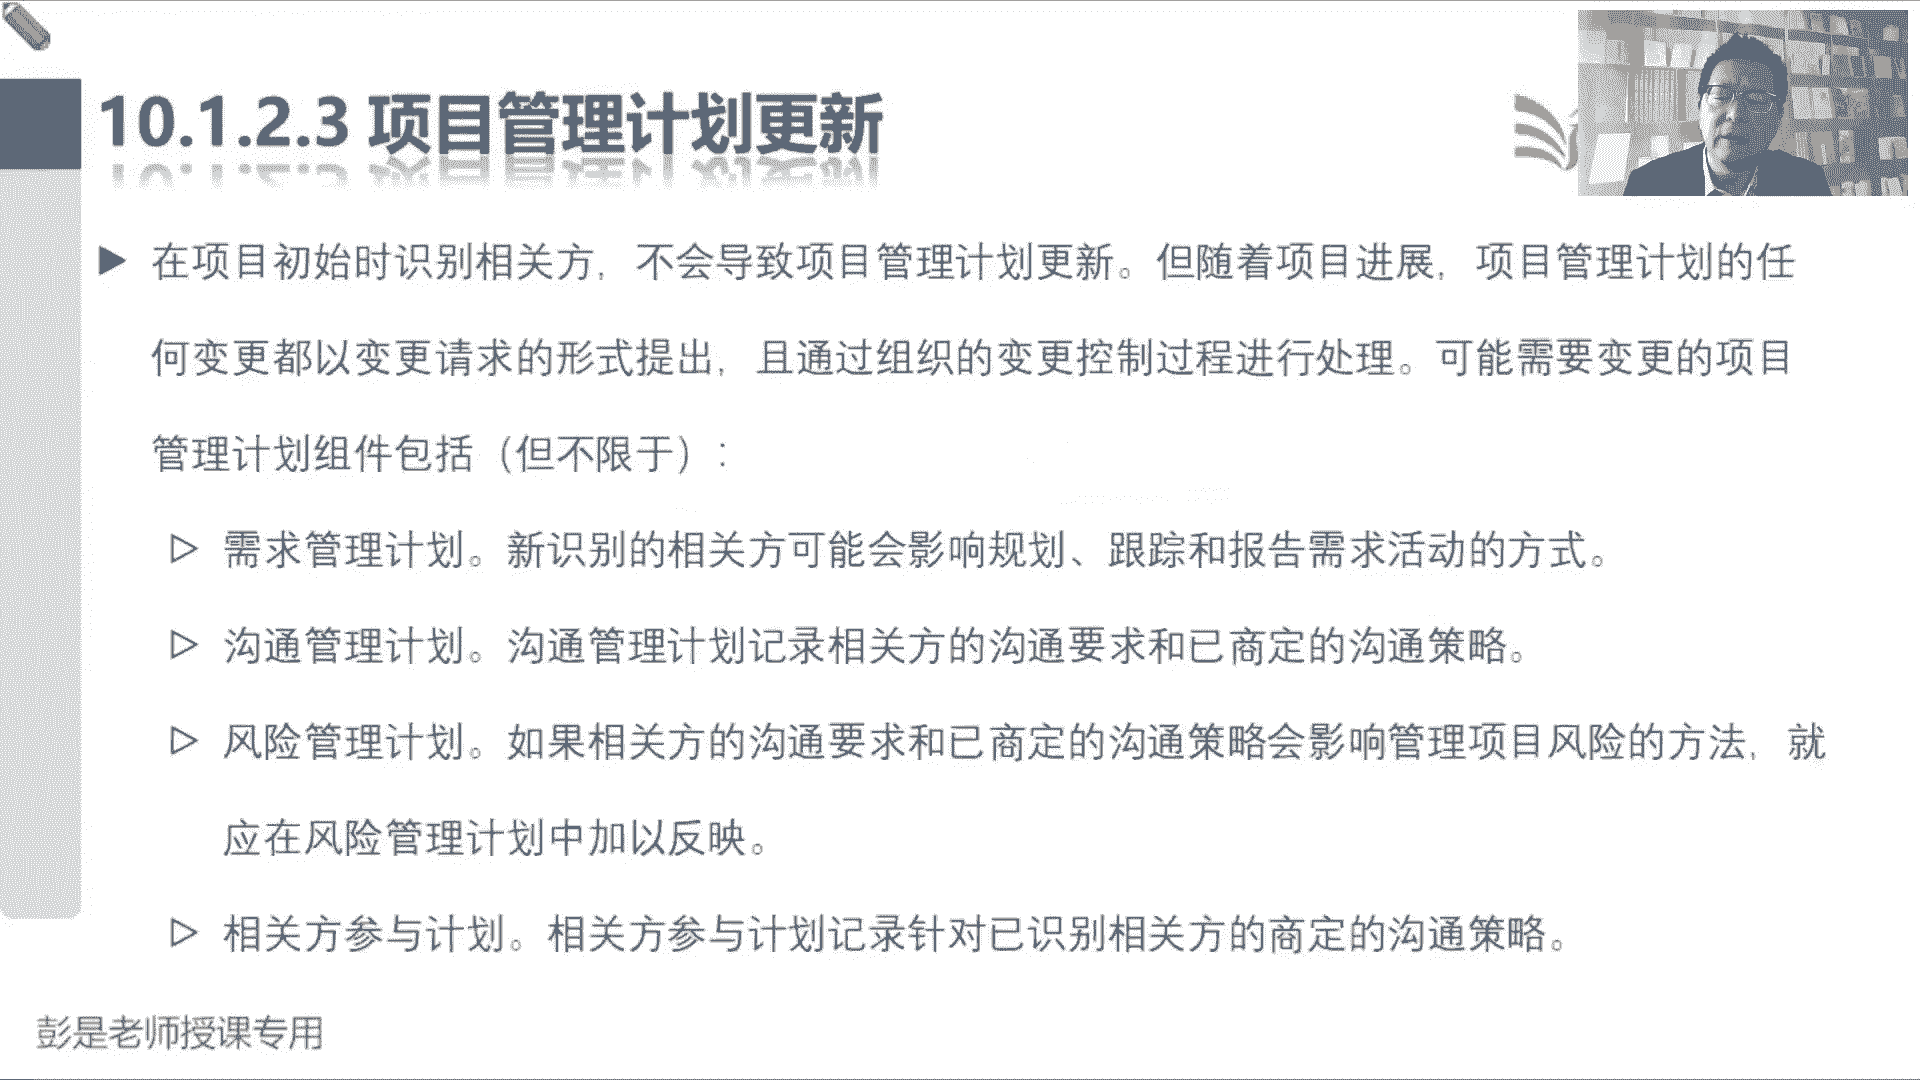 10.1.2.3 项目管理计划更新
在项目初始时识别相关方，不会导致项目管理计划更新。但随着项目进展，项目管理计划的任
何变更都以变更请求的形式提出，且通过组织的变更控制过程进行处理。可能需要变更的项目
管理计划组件包括（但不限于）：
需求管理计划。新识别的相关方可能会影响规划、跟踪和报告需求活动的方式。
沟通管理计划。沟通管理计划记录相关方的沟通要求和已商定的沟通策略。
风险管理计划。如果相关方的沟通要求和已商定的沟通策略会影响管理项目风险的方法，就
应在风险管理计划中加以反映。
相关方参与计划。相关方参与计划记录针对已识别相关方的商定的沟通策略。
彭是老师授课专用